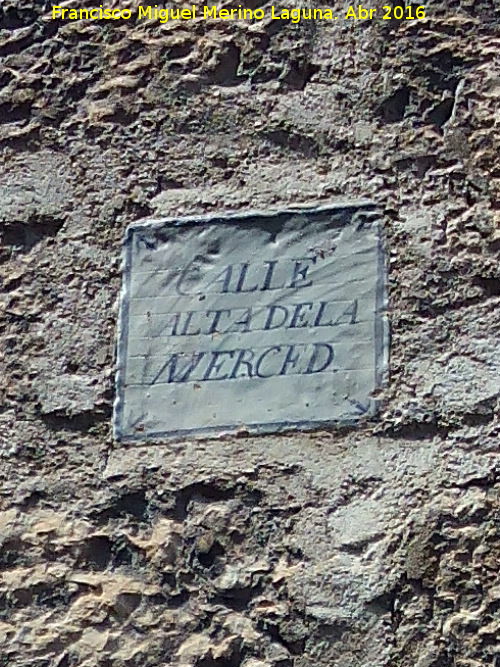 Francisco Miguel Merino Laguna. Abr 2016
CALLE
ALTA DE LA
MERCED.